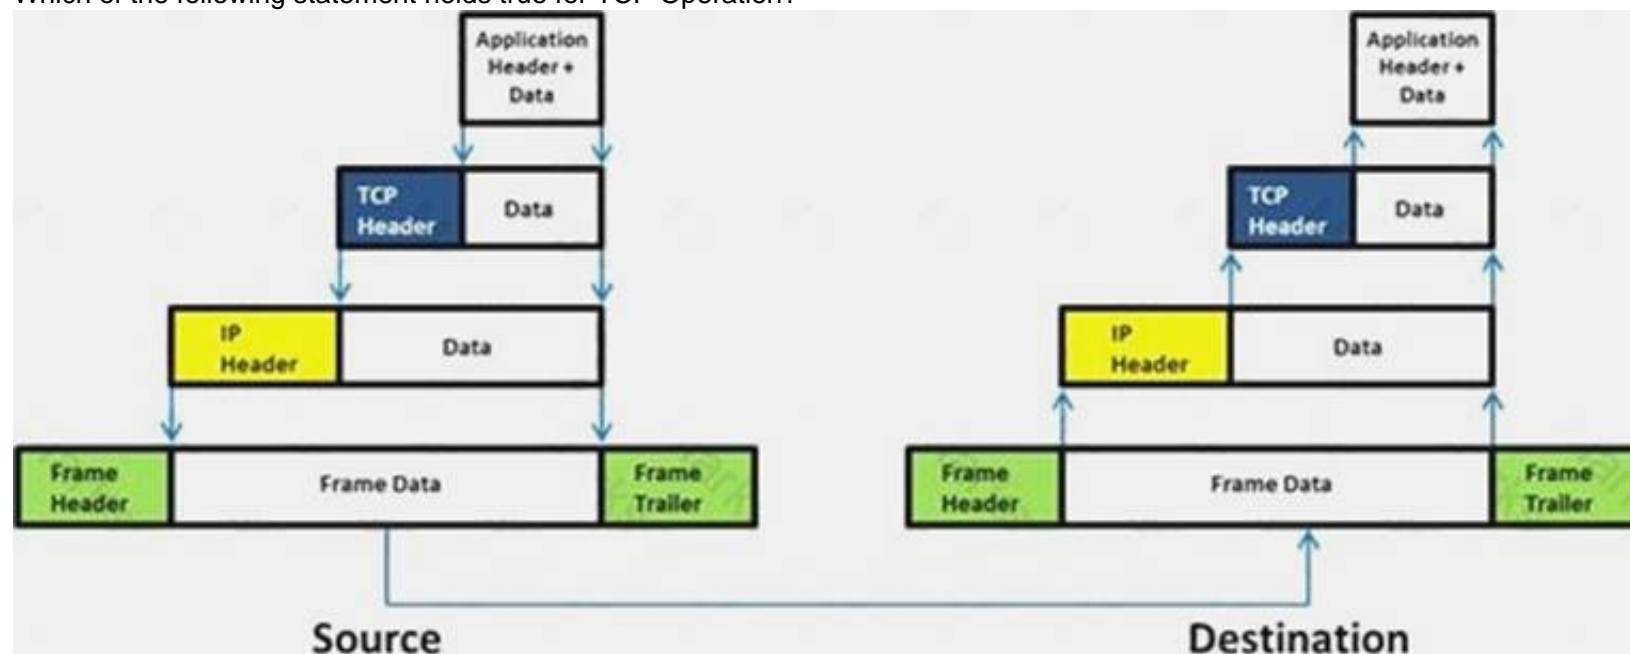 Which of the following statement holds true for TCP Operation?
Application
Header +
Data
Application
Header +
Data
TCP
Header
Data
TCP
Header
Data
IP
Header
Data
IP
Header
Data
Frame
Header
Frame Data
Frame
Trailer
Frame
Header
Frame Data
Frame
Trailer
Source
Destination